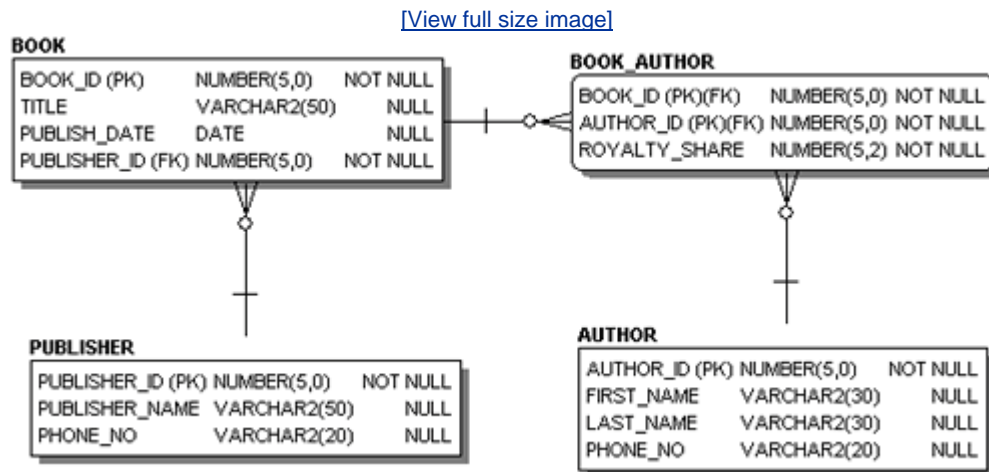 [View full size image]
BOOK
BOOK_ID (PK) NUMBER(5,0) NOT NULL
TITLE VARCHAR2(50) NULL
PUBLISH_DATE DATE NULL
PUBLISHER_ID (FK) NUMBER(5,0) NOT NULL
BOOK_AUTHOR
BOOK_ID (PK)(FK) NUMBER(5,0) NOT NULL
AUTHOR_ID (PK)(FK) NUMBER(5,0) NOT NULL
ROYALTY_SHARE NUMBER(5,2) NOT NULL
PUBLISHER
PUBLISHER_ID (PK) NUMBER(5,0) NOT NULL
PUBLISHER_NAME VARCHAR2(50) NULL
PHONE_NO VARCHAR2(20) NULL
AUTHOR
AUTHOR_ID (PK) NUMBER(5,0) NOT NULL
FIRST_NAME VARCHAR2(30) NULL
LAST_NAME VARCHAR2(30) NULL
PHONE_NO VARCHAR2(20) NULL